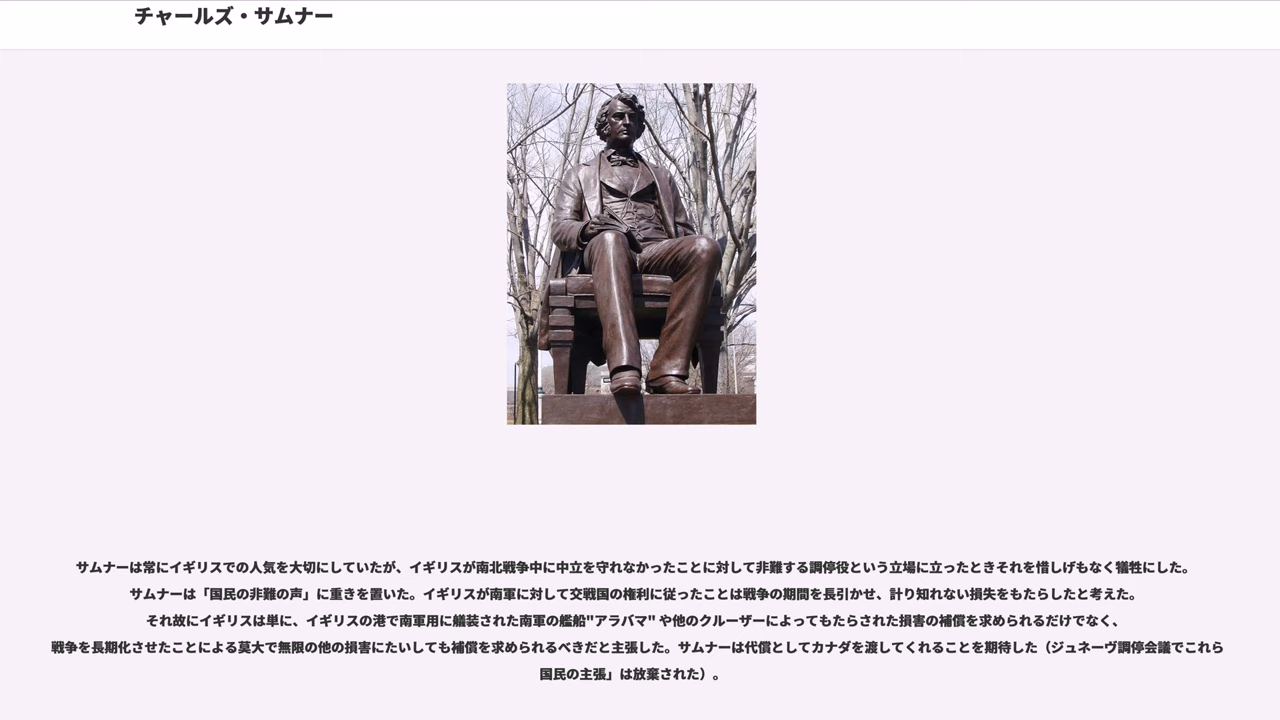 チャールズ・サムナー
サムナーは常にイギリスでの人気を大切にしていたが、イギリスが南北戦争中に中立を守れなかったことに対して非難する調停役という立場に立ったときそれを惜しげもなく犠牲にした。
サムナーは「国民の非難の声」に重きを置いた。イギリスが南軍に対して交戦国の権利に従ったことは戦争の期間を長引かせ、計り知れない損失をもたらしたと考えた。
それ故にイギリスは単に、イギリスの港で南軍用に艤装された南軍の艦船"アラバマ" や他のクルーザーによってもたらされた損害の補償を求められるだけでなく、
戦争を長期化させたことによる莫大で無限の他の損害にたいしても補償を求められるべきだと主張した。サムナーは代償としてカナダを渡してくれることを期待した（ジュネーヴ調停会議でこれら
国民の主張」は放棄された）。